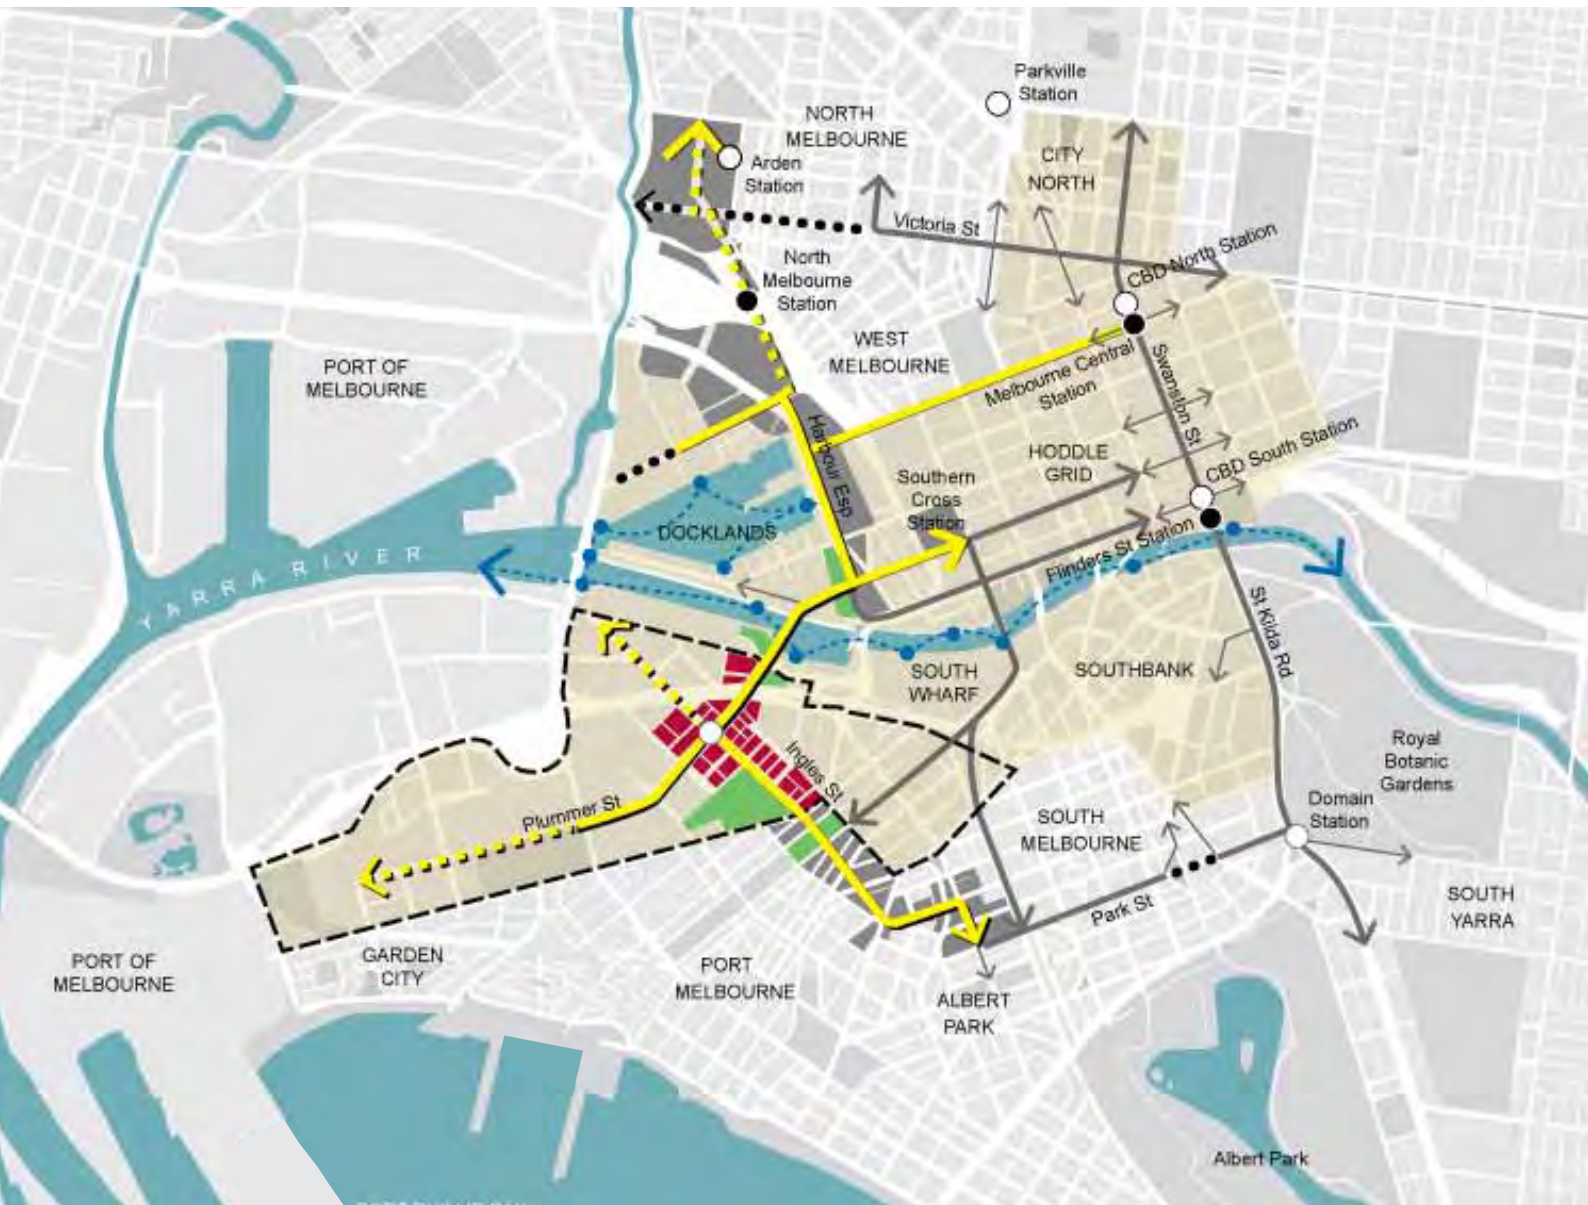 Parkville
Station
NORTH
MELBOURNE
Arden
Station
CITY
NORTH
Victoria St
CBD North Station
North
Melbourne
Station
WEST
MELBOURNE
PORT OF
MELBOURNE
Melbourne Central
Station
Swanston St
Harbour Esp
HODDLE
GRID
CBD South Station
Southern
Cross
Station
DOCKLANDS
Flinders St Station
YARRA RIVER
St Kilda Rd
SOUTH
WHARF
SOUTHBANK
Ingles St
Royal
Botanic
Gardens
Plummer St
Domain
Station
SOUTH
MELBOURNE
SOUTH
YARRA
Park St
GARDEN
CITY
PORT OF
MELBOURNE
PORT
MELBOURNE
ALBERT
PARK
Albert Park